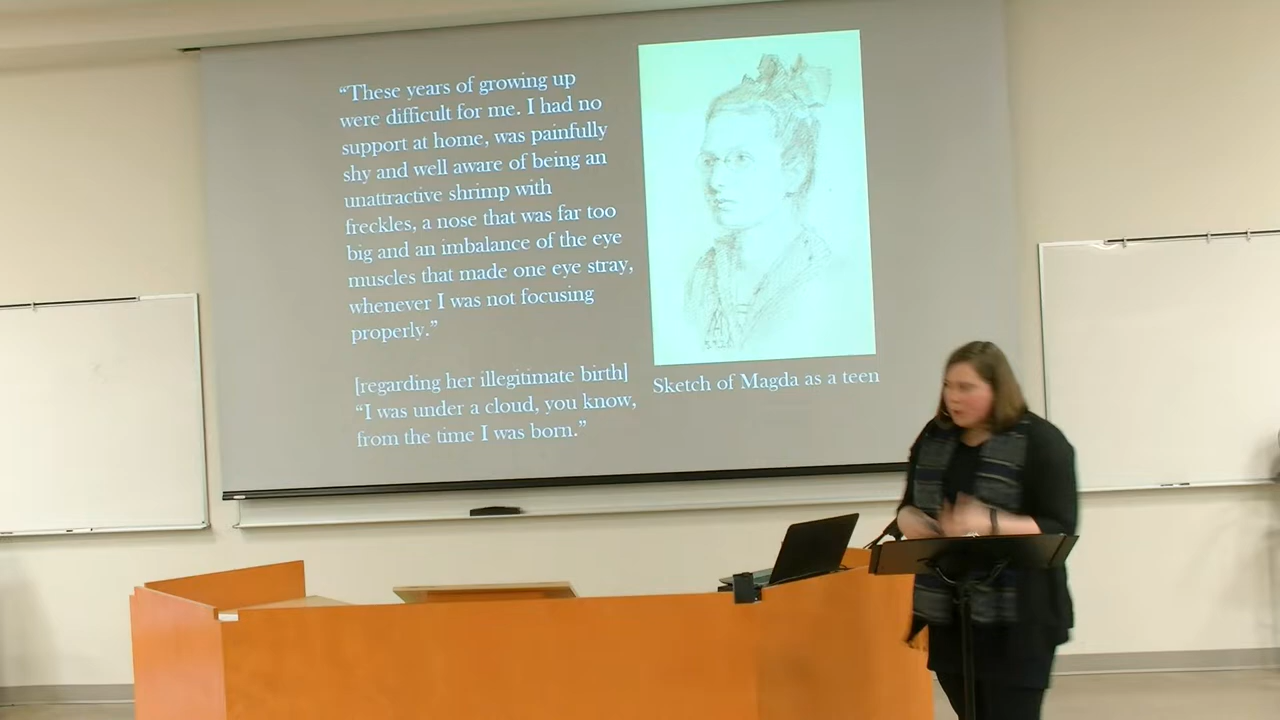 “These years of growing up
were difficult for me. I had no
support at home, was painfully
shy and well aware of being an
unattractive shrimp with
freckles, a nose that was far too
big and an imbalance of the eye
muscles that made one eye stray,
whenever I was not focusing
properly.”
[regarding her illegitimate birth]
“I was under a cloud, you know,
from the time I was born.”
Sketch of Magda as a teen